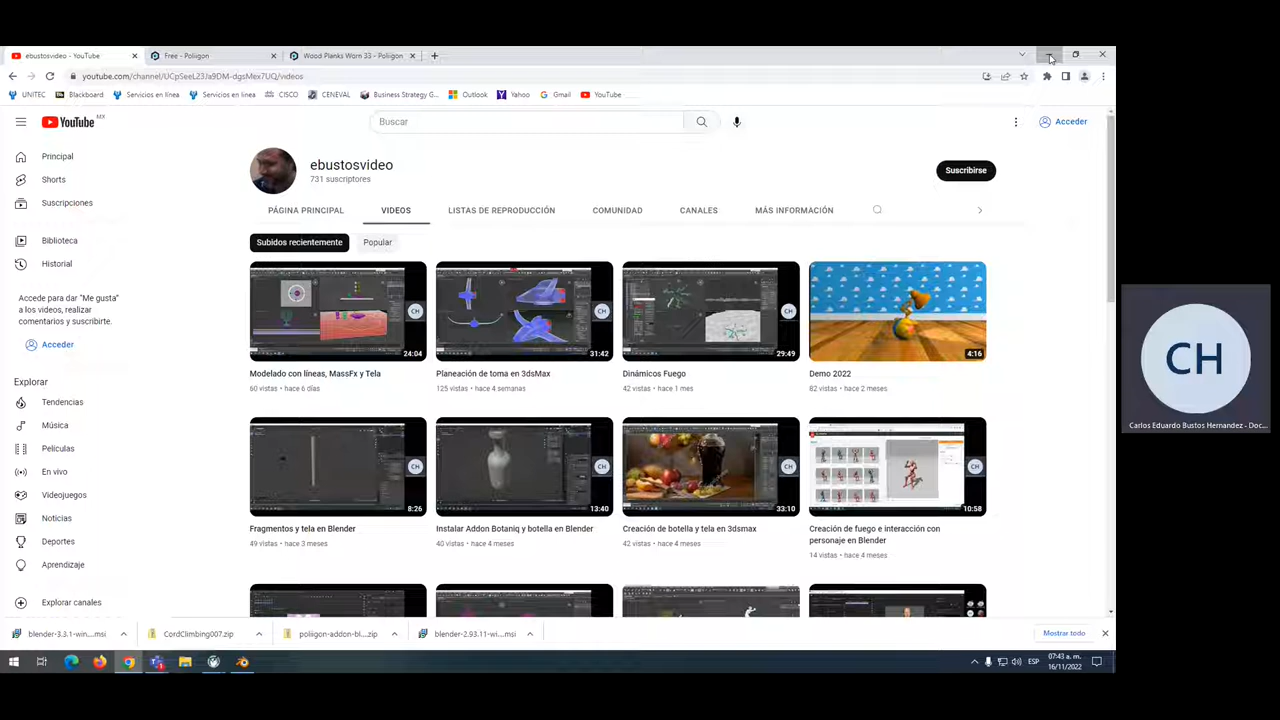 ebustosvideo - YouTube
Free - Poliigon
Wood Planks Worn 33 - Poliigon
UNITEC
Blackboard
Servicios en línea
Servicios en línea
CISCO
CENEVAL
Business Strategy G...
Outlook
Yahoo
Gmail
YouTube
YouTube MX
Buscar
Acceder
Principal
Shorts
Suscripciones
Biblioteca
Historial
Accede para dar "Me gusta"
a los videos, realizar
comentarios y suscribirte.
Acceder
Explorar
Tendencias
Música
Películas
En vivo
Videojuegos
Noticias
Deportes
Aprendizaje
Explorar canales
ebustosvideo
731 suscriptores
Suscribirse
PÁGINA PRINCIPAL
VIDEOS
LISTAS DE REPRODUCCIÓN
COMUNIDAD
CANALES
MÁS INFORMACIÓN
Subidos recientemente
Popular
CH
24:04
CH
31:42
CH
29:49
4:16
Modelado con líneas, MassFx y Tela
60 vistas • hace 6 días
Planeación de toma en 3dsMax
125 vistas • hace 4 semanas
Dinámicos Fuego
42 vistas • hace 1 mes
Demo 2022
82 vistas • hace 2 meses
CH
8:26
CH
13:40
CH
33:10
CH
10:58
Fragmentos y tela en Blender
49 vistas • hace 3 meses
Instalar Addon Botaniq y botella en Blender
40 vistas • hace 4 meses
Creación de botella y tela en 3dsmax
42 vistas • hace 4 meses
Creación de fuego e interacción con
personaje en Blender
14 vistas • hace 4 meses
CH
Carlos Eduardo Bustos Hernandez - Doc...
blender-3.3.1-win....msi
CordClimbing007.zip
poliigon-addon-bl....zip
blender-2.93.11-wi....msi
Mostrar todo
ESP
07:43 a. m.
16/11/2022